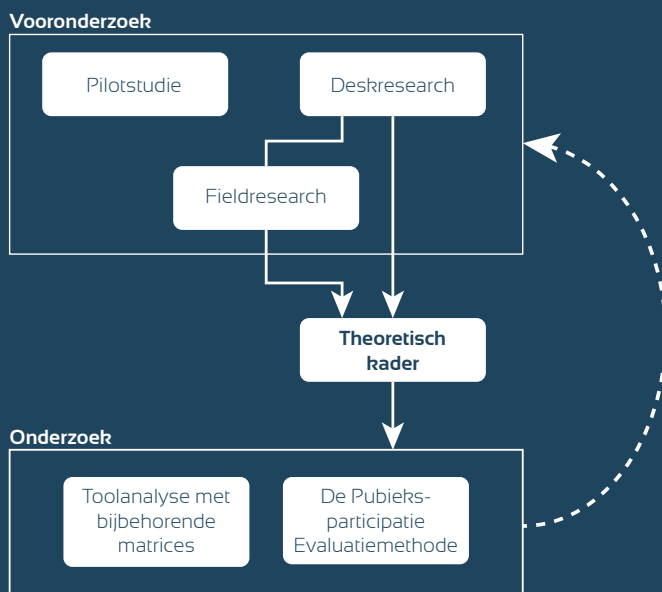 Vooronderzoek
Pilotstudie
Deskresearch
Fieldresearch
Theoretisch
kader
Onderzoek
Toolanalyse met
bijbehorende
matrices
De Pubieks-
participatie
Evaluatiemethode